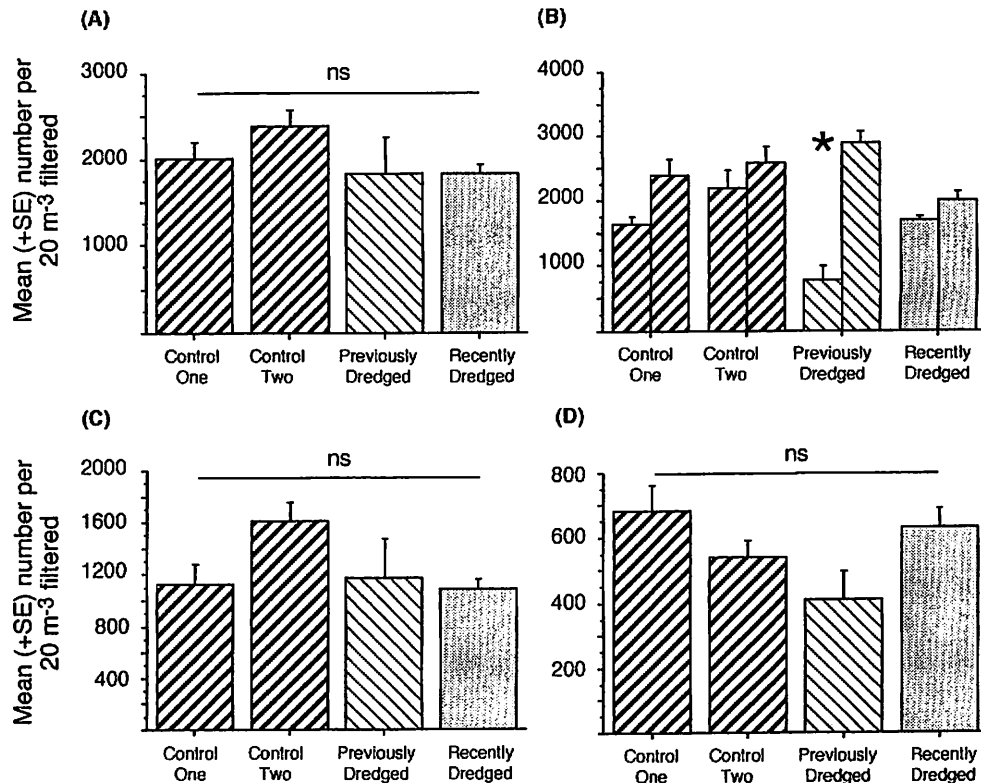 (A)
Mean (+SE) number per
20 m-3 filtered
3000
2000
1000
ns
Control
One
Control
Two
Previously
Dredged
Recently
Dredged
(B)
4000
3000
2000
1000
*
Control
One
Control
Two
Previously
Dredged
Recently
Dredged
(C)
Mean (+SE) number per
20 m-3 filtered
2000
1600
1200
800
400
ns
Control
One
Control
Two
Previously
Dredged
Recently
Dredged
(D)
800
600
400
200
ns
Control
One
Control
Two
Previously
Dredged
Recently
Dredged